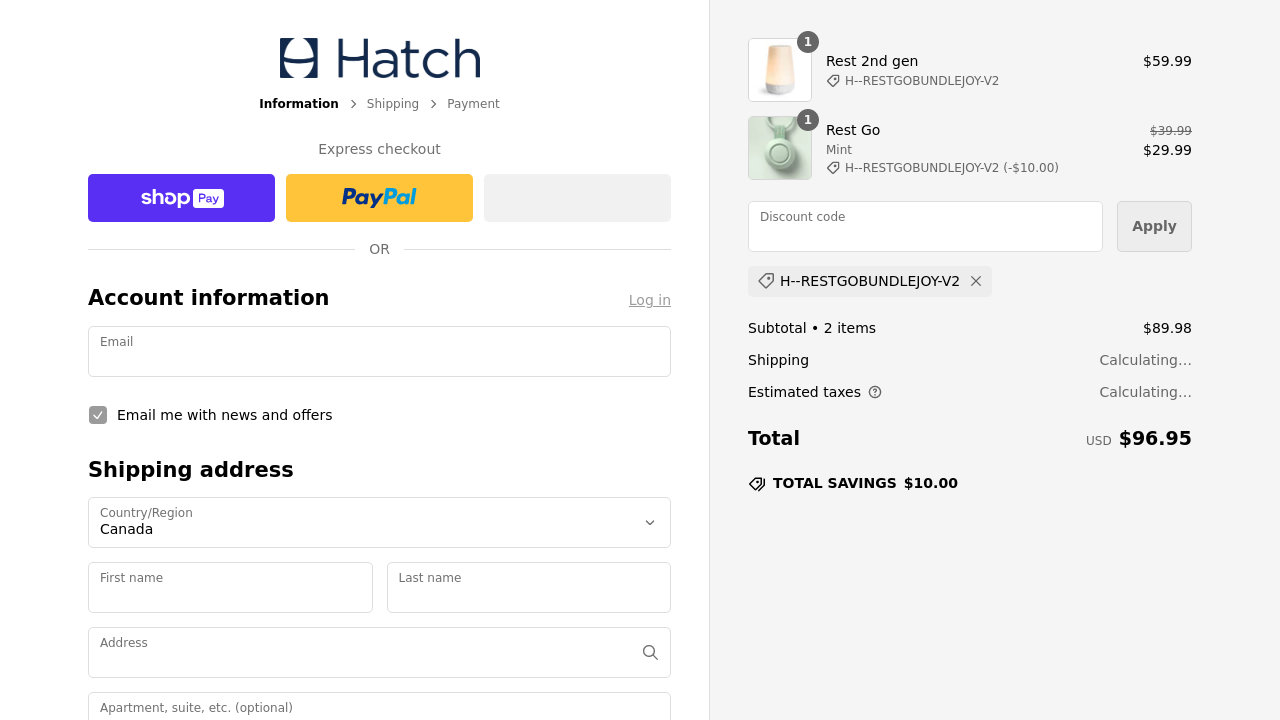 Hatch
Information
Shipping
Payment
Express checkout
shop Pay
PayPal
OR
Account information
Log in
Email
Email me with news and offers
Shipping address
Country/Region
Canada
First name
Last name
Address
Apartment, suite, etc. (optional)
1
Rest 2nd gen
$59.99
H--RESTGOBUNDLEJOY-V2
1
Rest Go
$39.99
Mint
$29.99
H--RESTGOBUNDLEJOY-V2 (-$10.00)
Discount code
Apply
H--RESTGOBUNDLEJOY-V2
Subtotal • 2 items
$89.98
Shipping
Calculating...
Estimated taxes
Calculating...
Total
USD $96.95
TOTAL SAVINGS $10.00